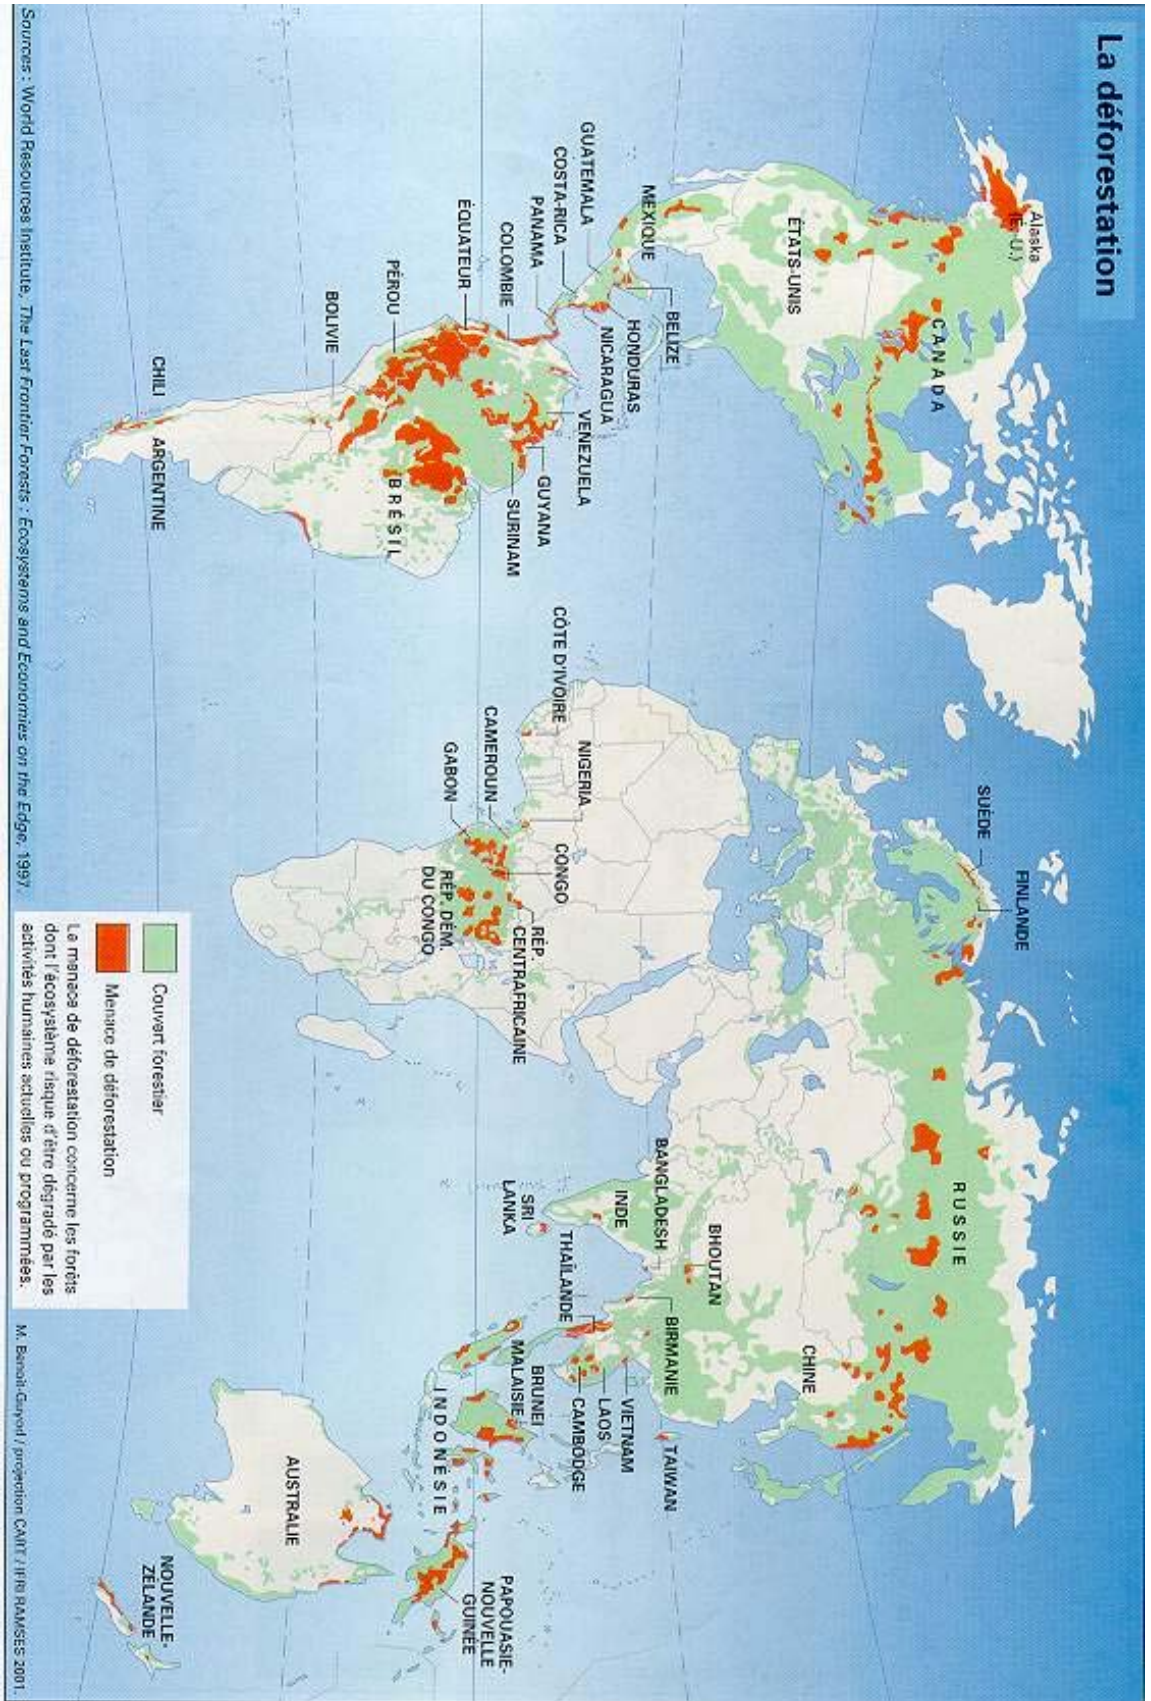 La déforestation
Alaska
(É.-U.)
CANADA
ÉTATS-UNIS
MEXIQUE
GUATEMALA
COSTA-RICA
PANAMA
BELIZE
HONDURAS
NICARAGUA
COLOMBIE
ÉQUATEUR
PÉROU
BOLIVIE
CHILI
ARGENTINE
VENEZUELA
GUYANA
SURINAM
BRÉSIL
SUÈDE
FINLANDE
RUSSIE
CÔTE D'IVOIRE
NIGERIA
CAMEROUN
GABON
CONGO
RÉP.
CENTRAFRICAINE
RÉP. DÉM.
DU CONGO
BANGLADESH
BHOUTAN
INDE
SRI
LANKA
THAÏLANDE
BIRMANIE
CHINE
TAIWAN
VIETNAM
LAOS
CAMBODGE
BRUNEI
MALAISIE
INDONÉSIE
PAPOUASIE-
NOUVELLE
GUINÉE
AUSTRALIE
NOUVELLE-
ZÉLANDE
Couvert forestier
Menace de déforestation
La menace de déforestation concerne les forêts
dont l'écosystème risque d'être dégradé par les
activités humaines actuelles ou programmées.
Sources : World Resources Institute, The Last Frontier Forests : Ecosystems and Economies on the Edge, 1997.
M. Benoit-Guyod / projection CART / IFRI RAMSES 2001.